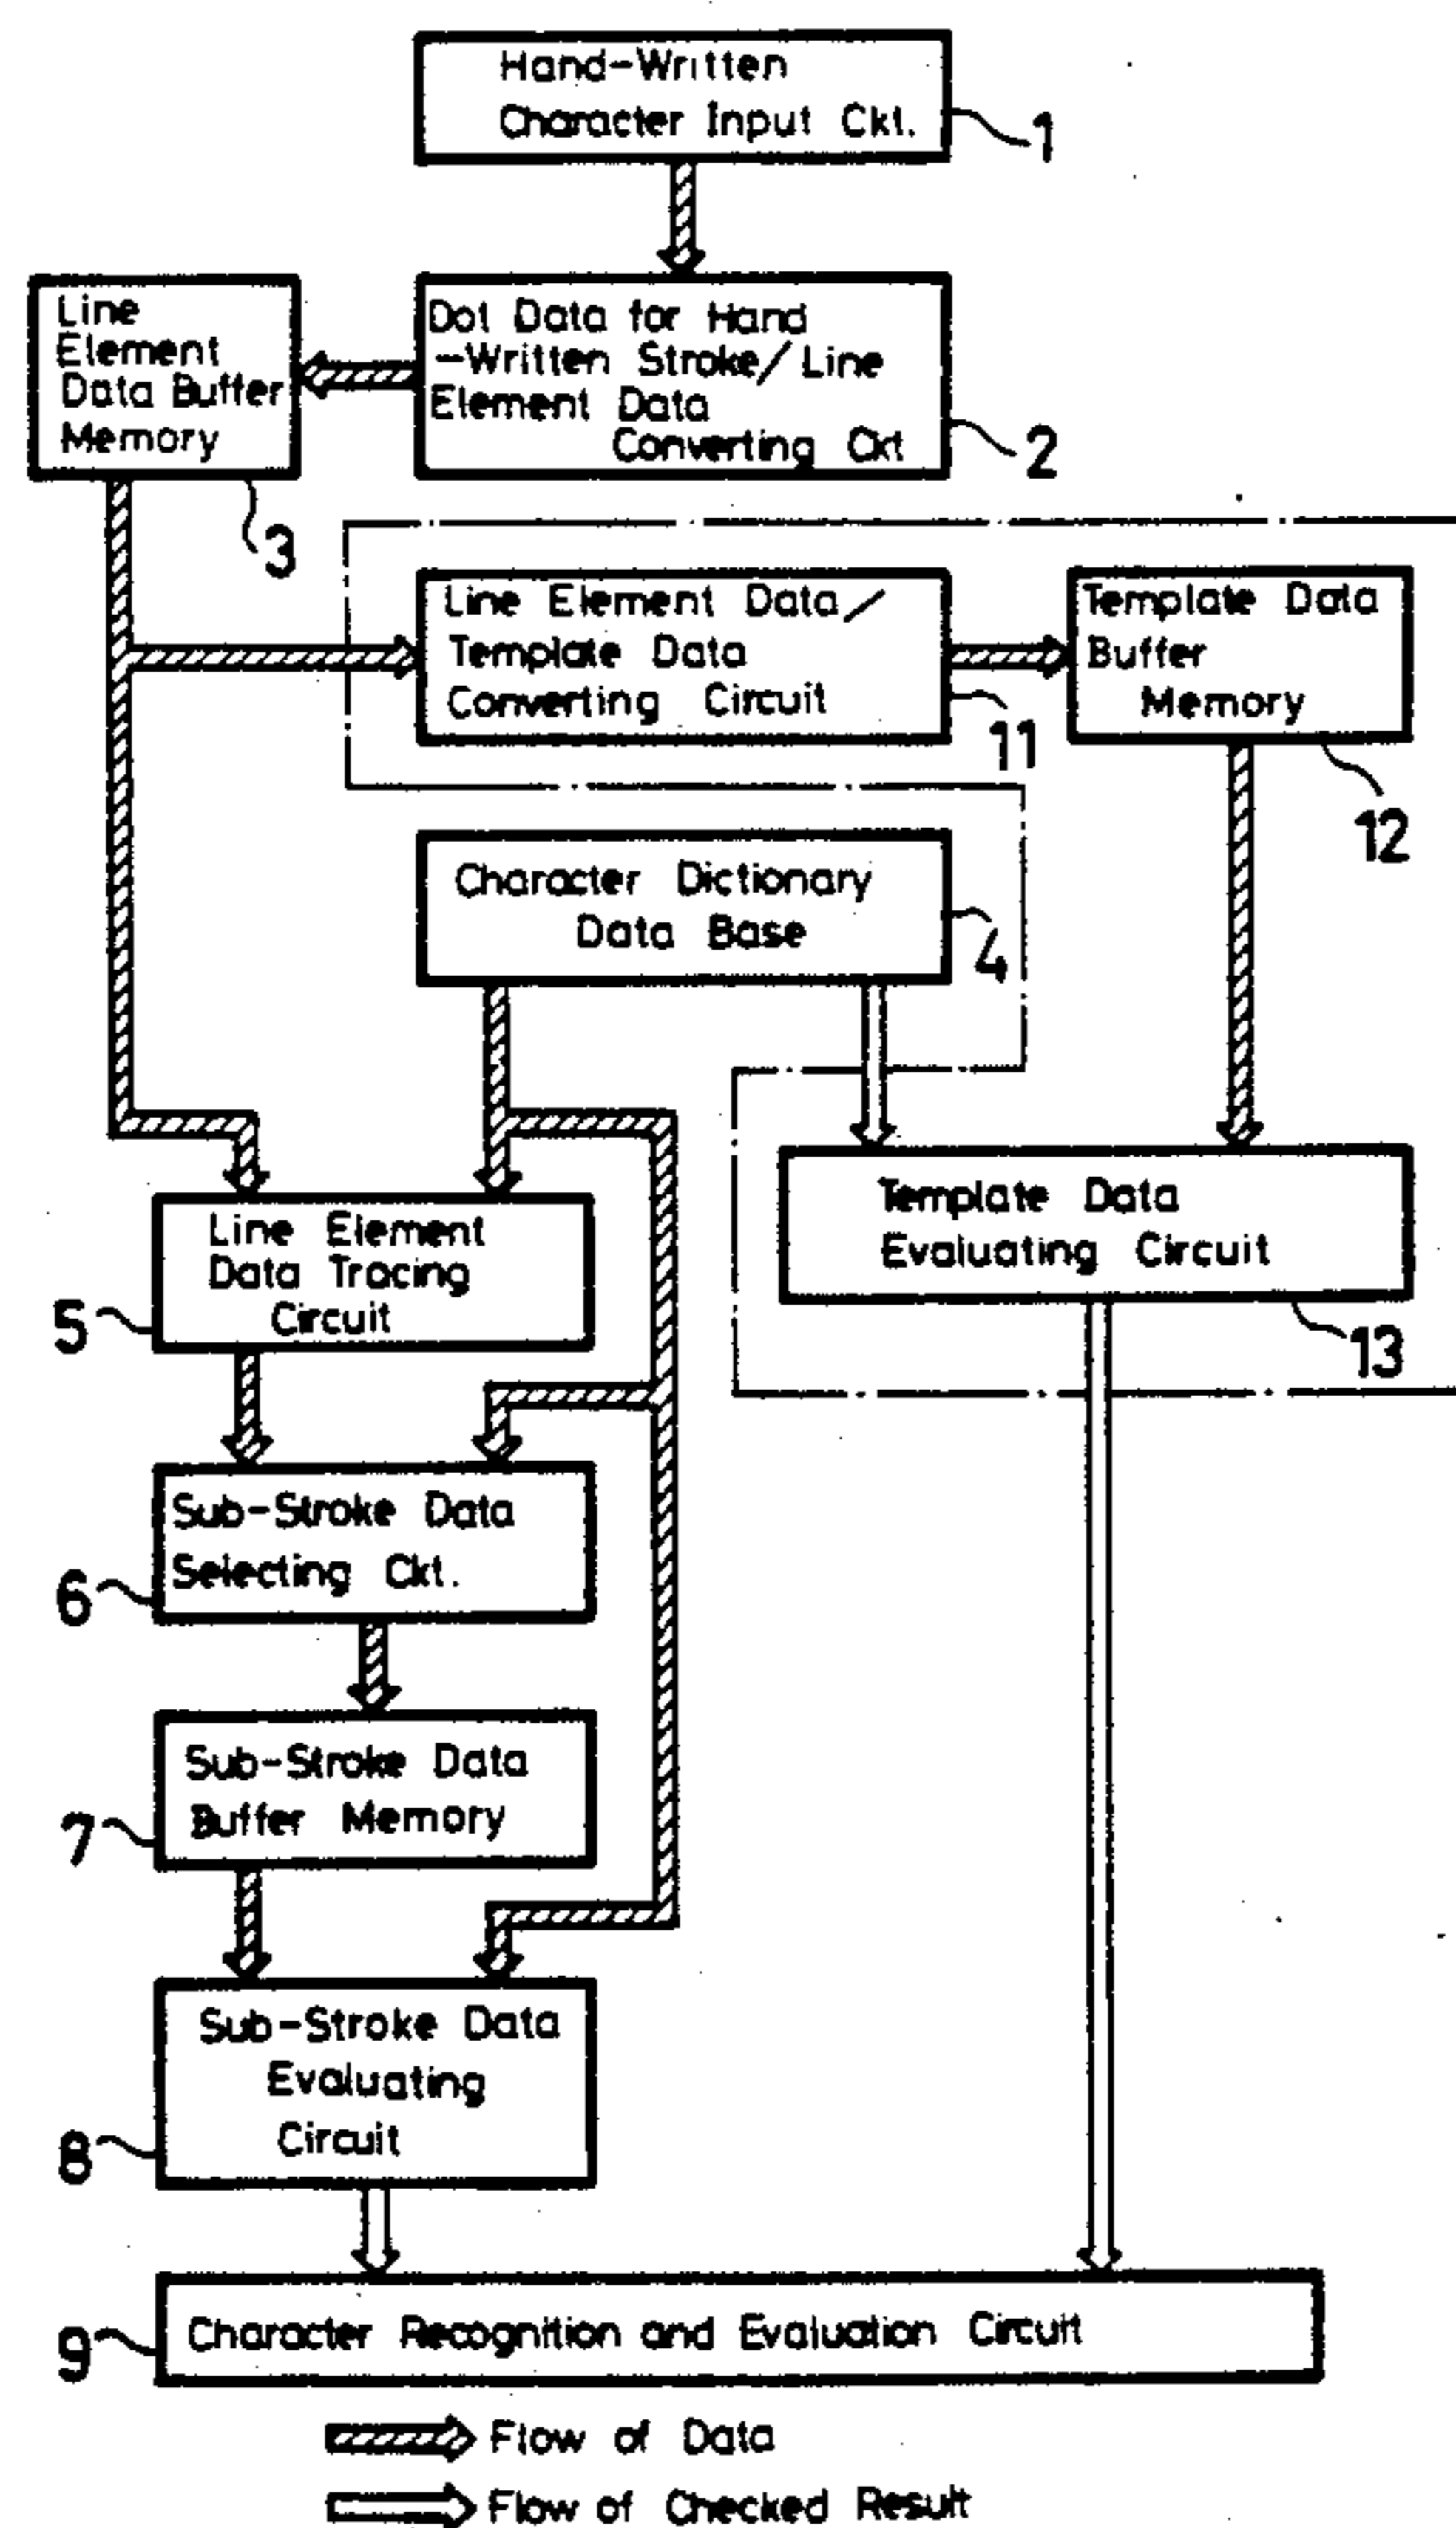 Hand-Written
Character Input Ckt.
1
Line
Element
Data Buffer
Memory
3
Dot Data for Hand
-Written Stroke/Line
Element Data
Converting Ckt
2
Line Element Data/
Template Data
Converting Circuit
11
Template Data
Buffer
Memory
12
Character Dictionary
Data Base
4
Line Element
Data Tracing
Circuit
5
Template Data
Evaluating Circuit
13
Sub-Stroke Data
Selecting Ckt.
6
Sub-Stroke Data
Buffer Memory
7
Sub-Stroke Data
Evaluating
Circuit
8
Character Recognition and Evaluation Circuit
9
Flow of Data
Flow of Checked Result